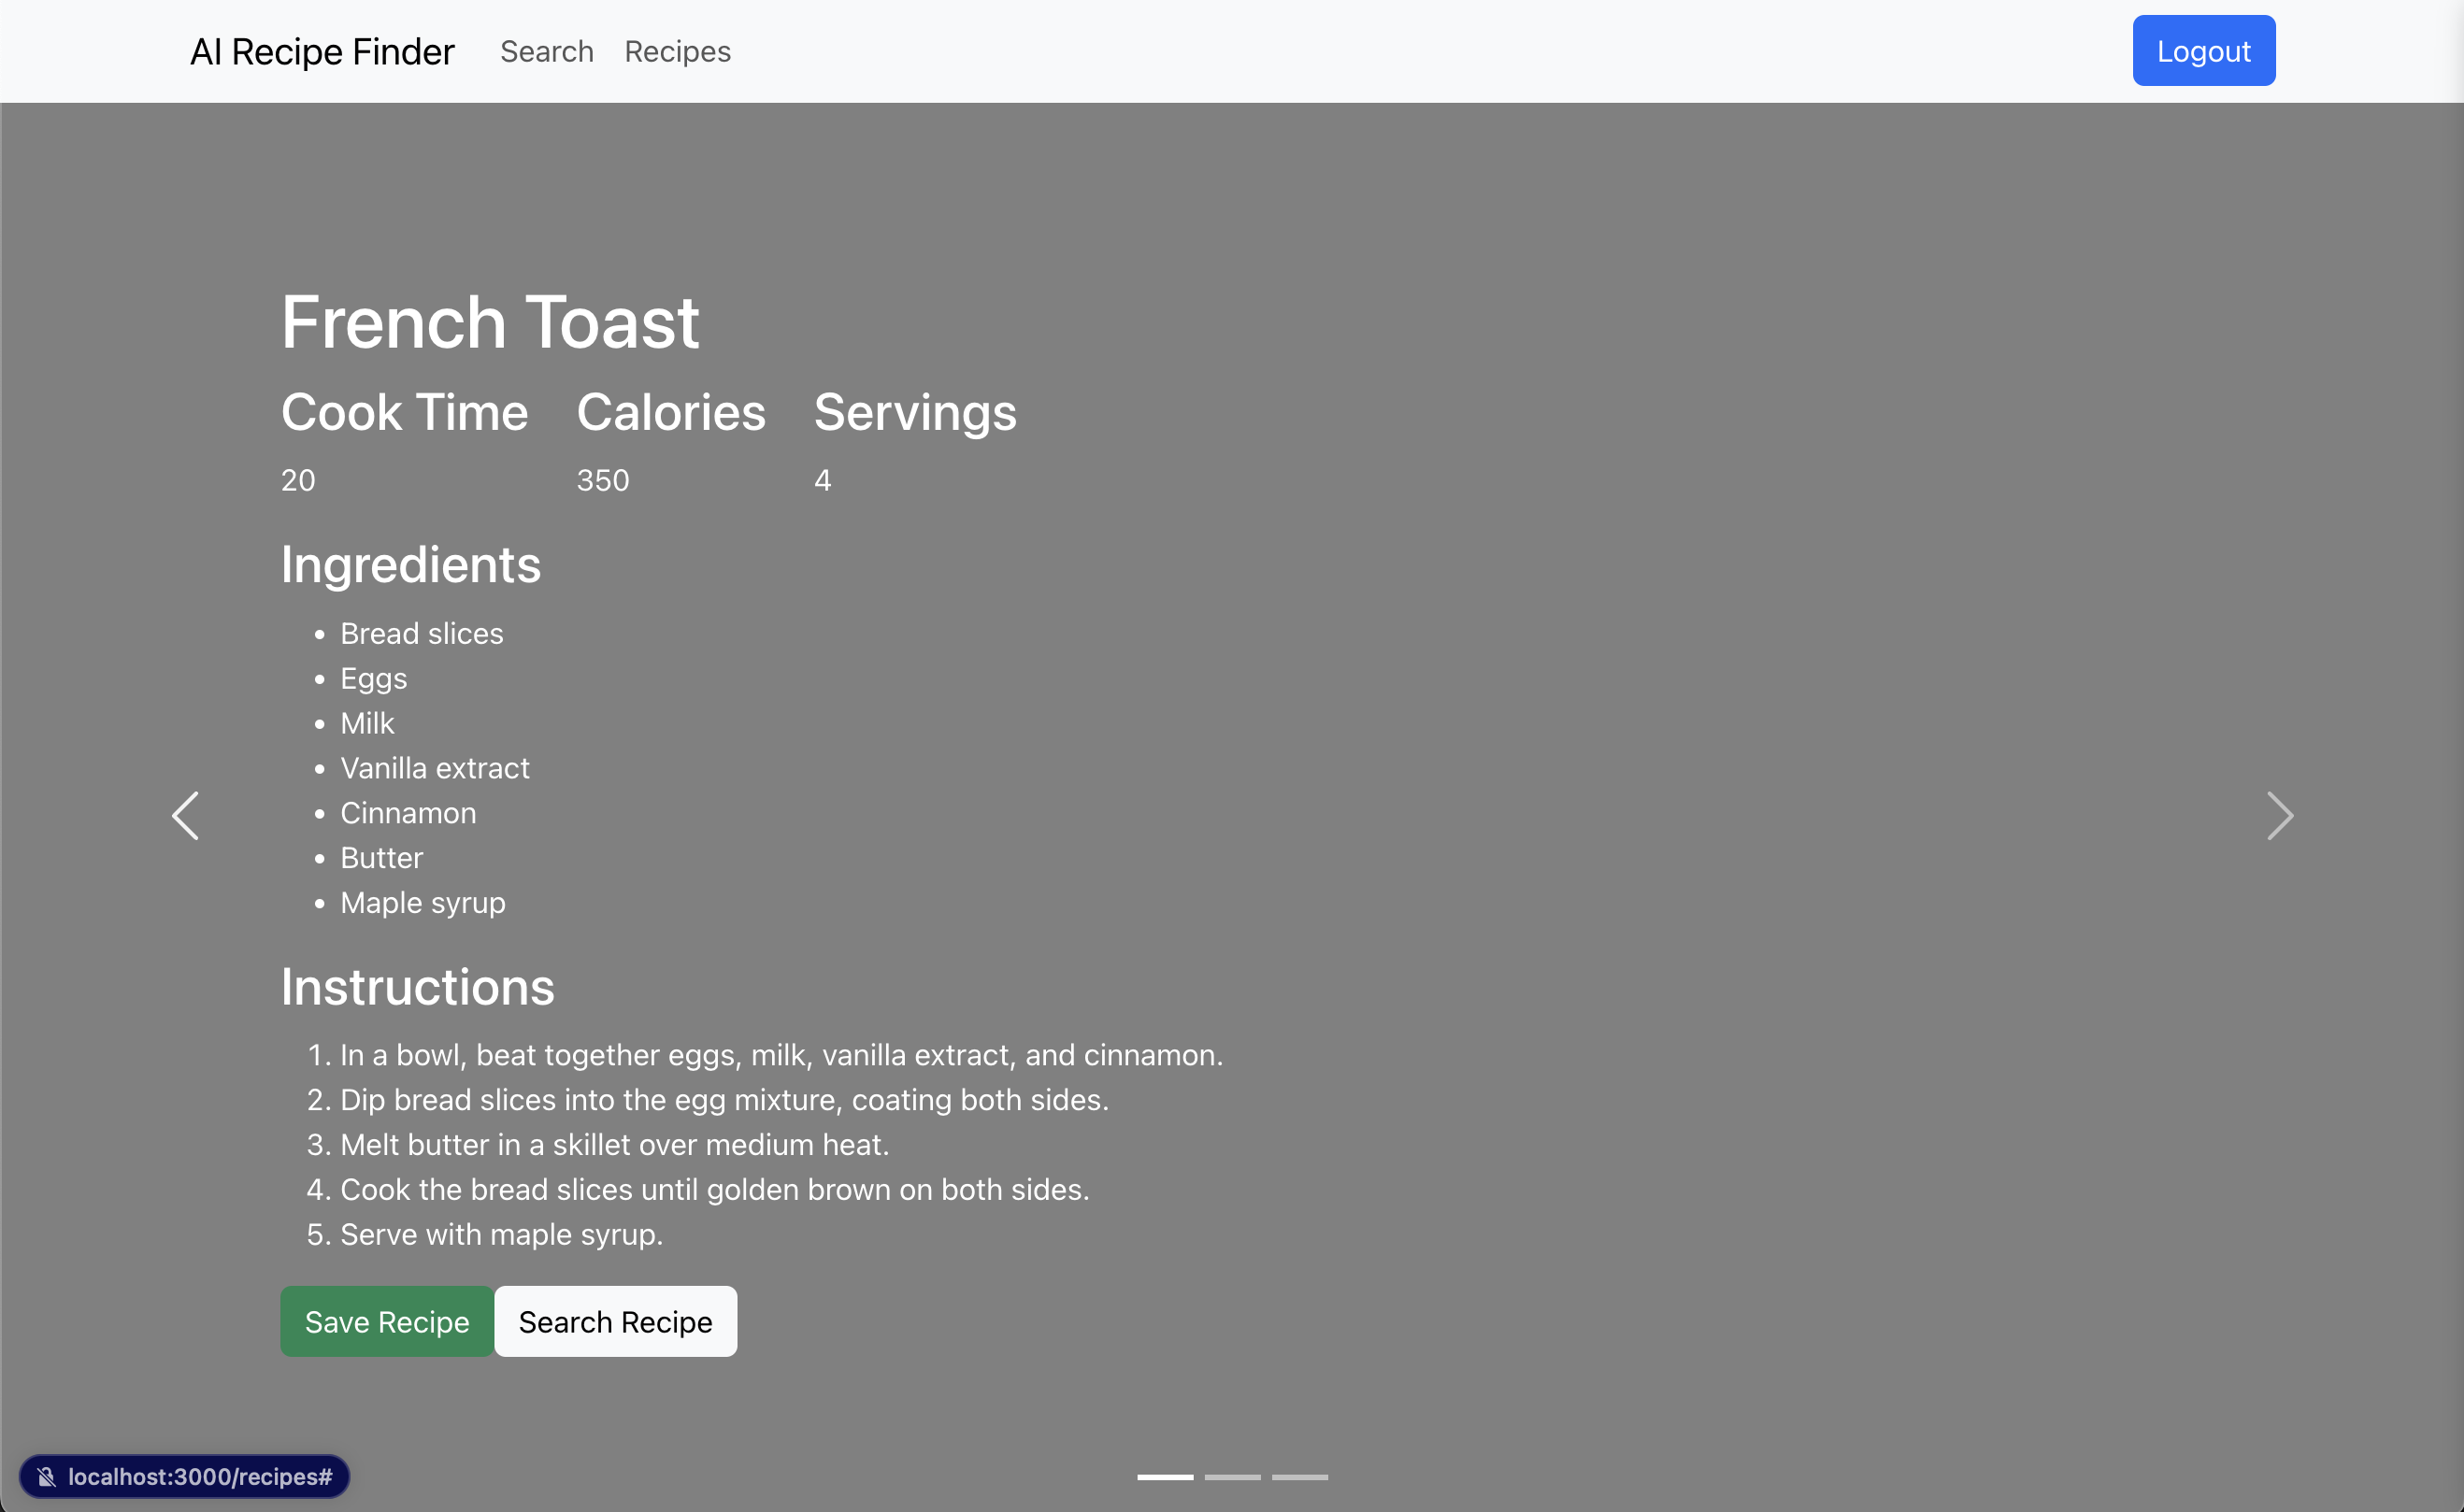 AI Recipe Finder Search Recipes Logout
French Toast
Cook Time Calories Servings
20 350 4
Ingredients
• Bread slices
• Eggs
• Milk
• Vanilla extract
• Cinnamon
• Butter
• Maple syrup
Instructions
1. In a bowl, beat together eggs, milk, vanilla extract, and cinnamon.
2. Dip bread slices into the egg mixture, coating both sides.
3. Melt butter in a skillet over medium heat.
4. Cook the bread slices until golden brown on both sides.
5. Serve with maple syrup.
Save Recipe Search Recipe
localhost:3000/recipes#